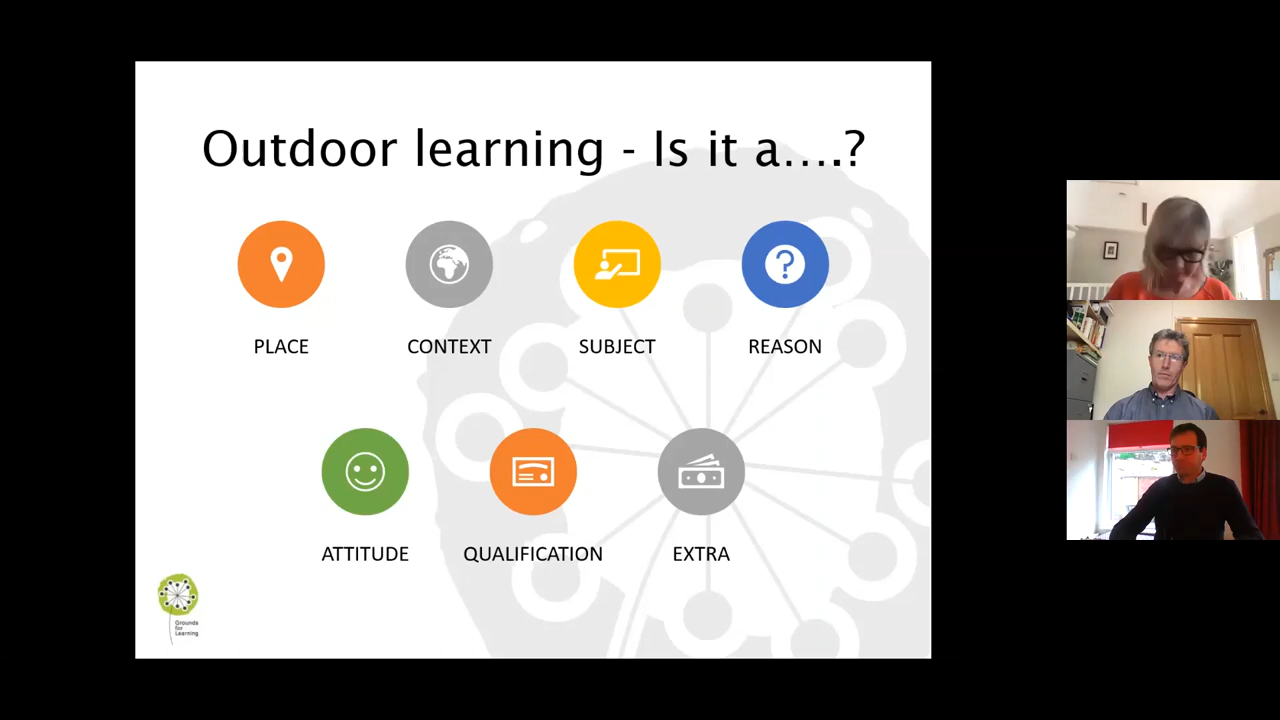 Outdoor learning - Is it a....?
PLACE
CONTEXT
SUBJECT
REASON
ATTITUDE
QUALIFICATION
EXTRA
Grounds
for
Learning